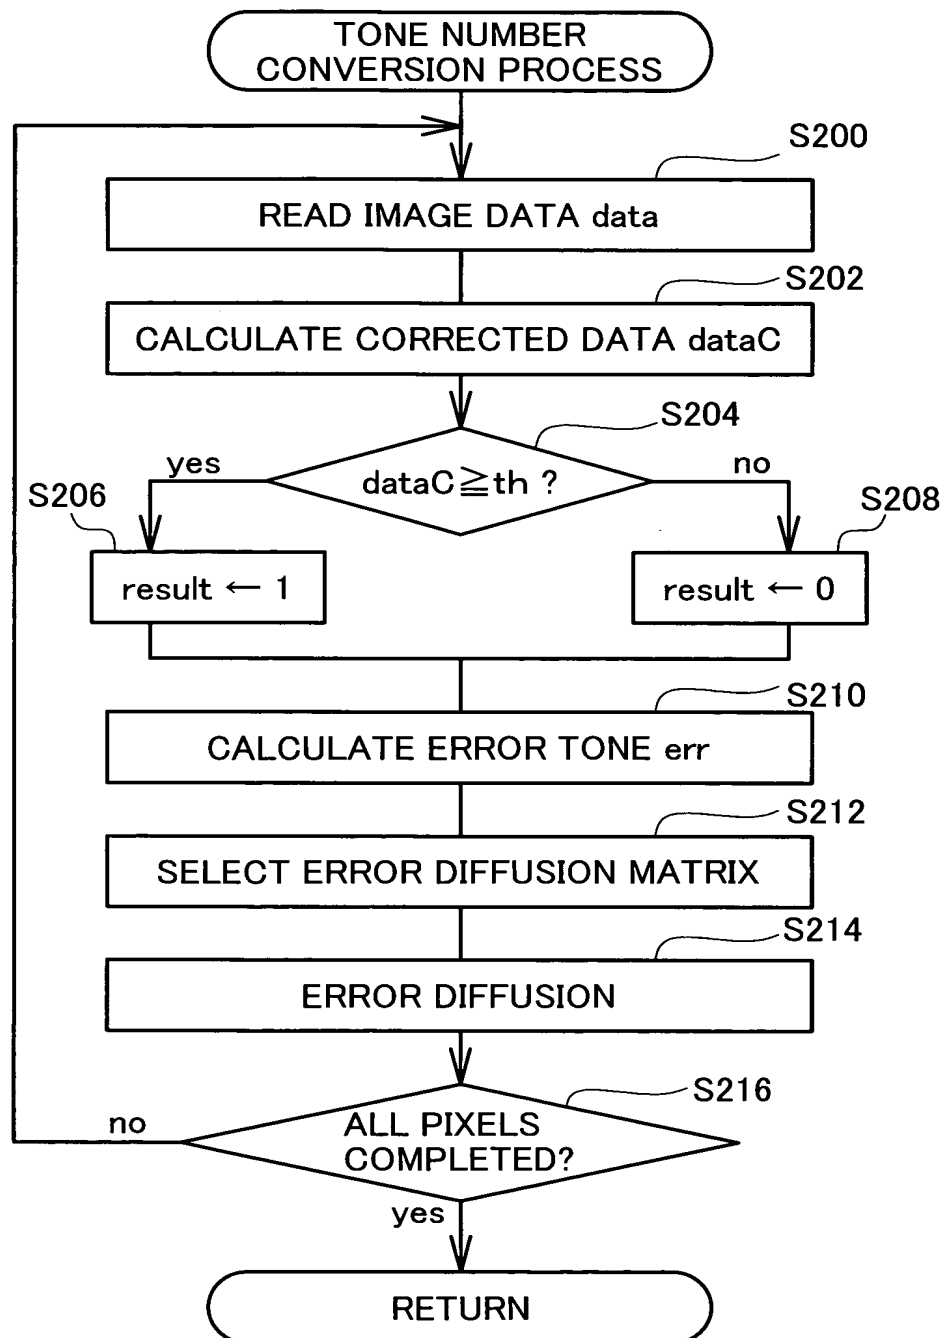 TONE NUMBER
CONVERSION PROCESS
S200
READ IMAGE DATA data
S202
CALCULATE CORRECTED DATA dataC
S204
yes
dataC≧th ?
no
S206
S208
result ← 1
result ← 0
S210
CALCULATE ERROR TONE err
S212
SELECT ERROR DIFFUSION MATRIX
S214
ERROR DIFFUSION
S216
no
ALL PIXELS
COMPLETED?
yes
RETURN